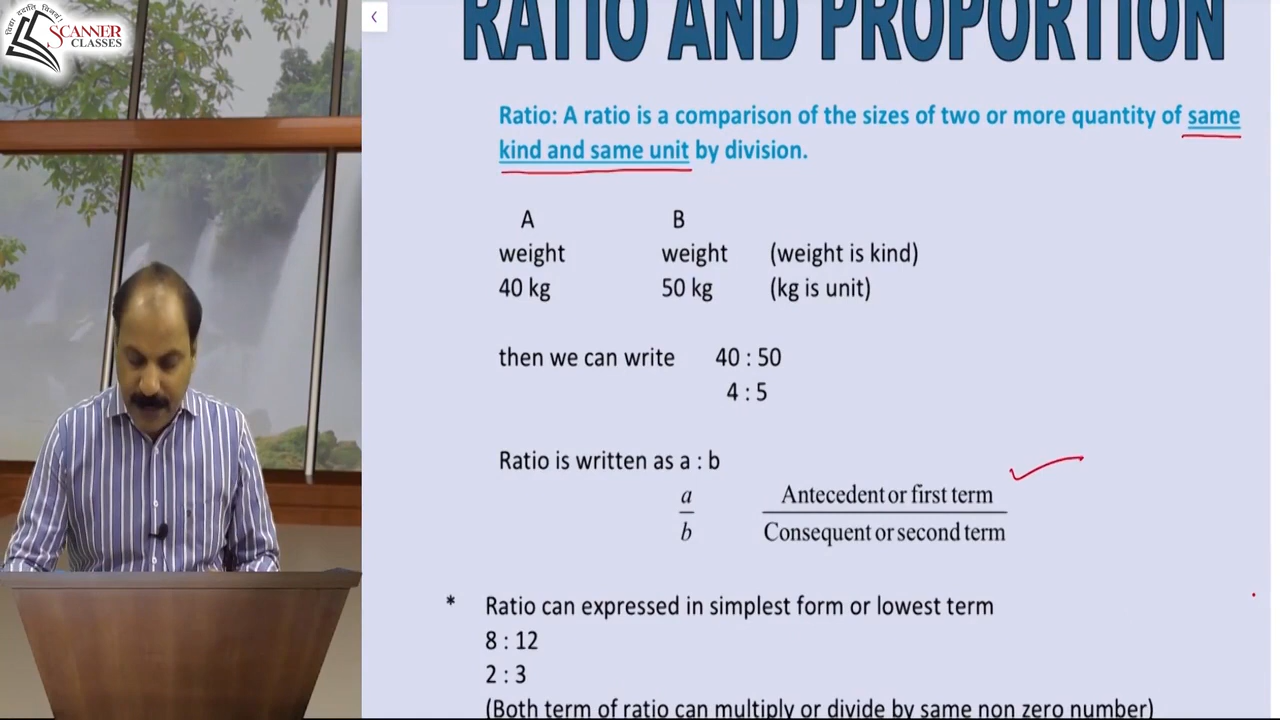 विद्या ददाति विनयं।
SCANNER
CLASSES
RATIO AND PROPORTION
Ratio: A ratio is a comparison of the sizes of two or more quantity of same
kind and same unit by division.
A B
weight weight (weight is kind)
40 kg 50 kg (kg is unit)
then we can write 40 : 50
4 : 5
Ratio is written as a : b
a Antecedent or first term
b Consequent or second term
* Ratio can expressed in simplest form or lowest term
8 : 12
2 : 3
(Both term of ratio can multiply or divide by same non zero number)